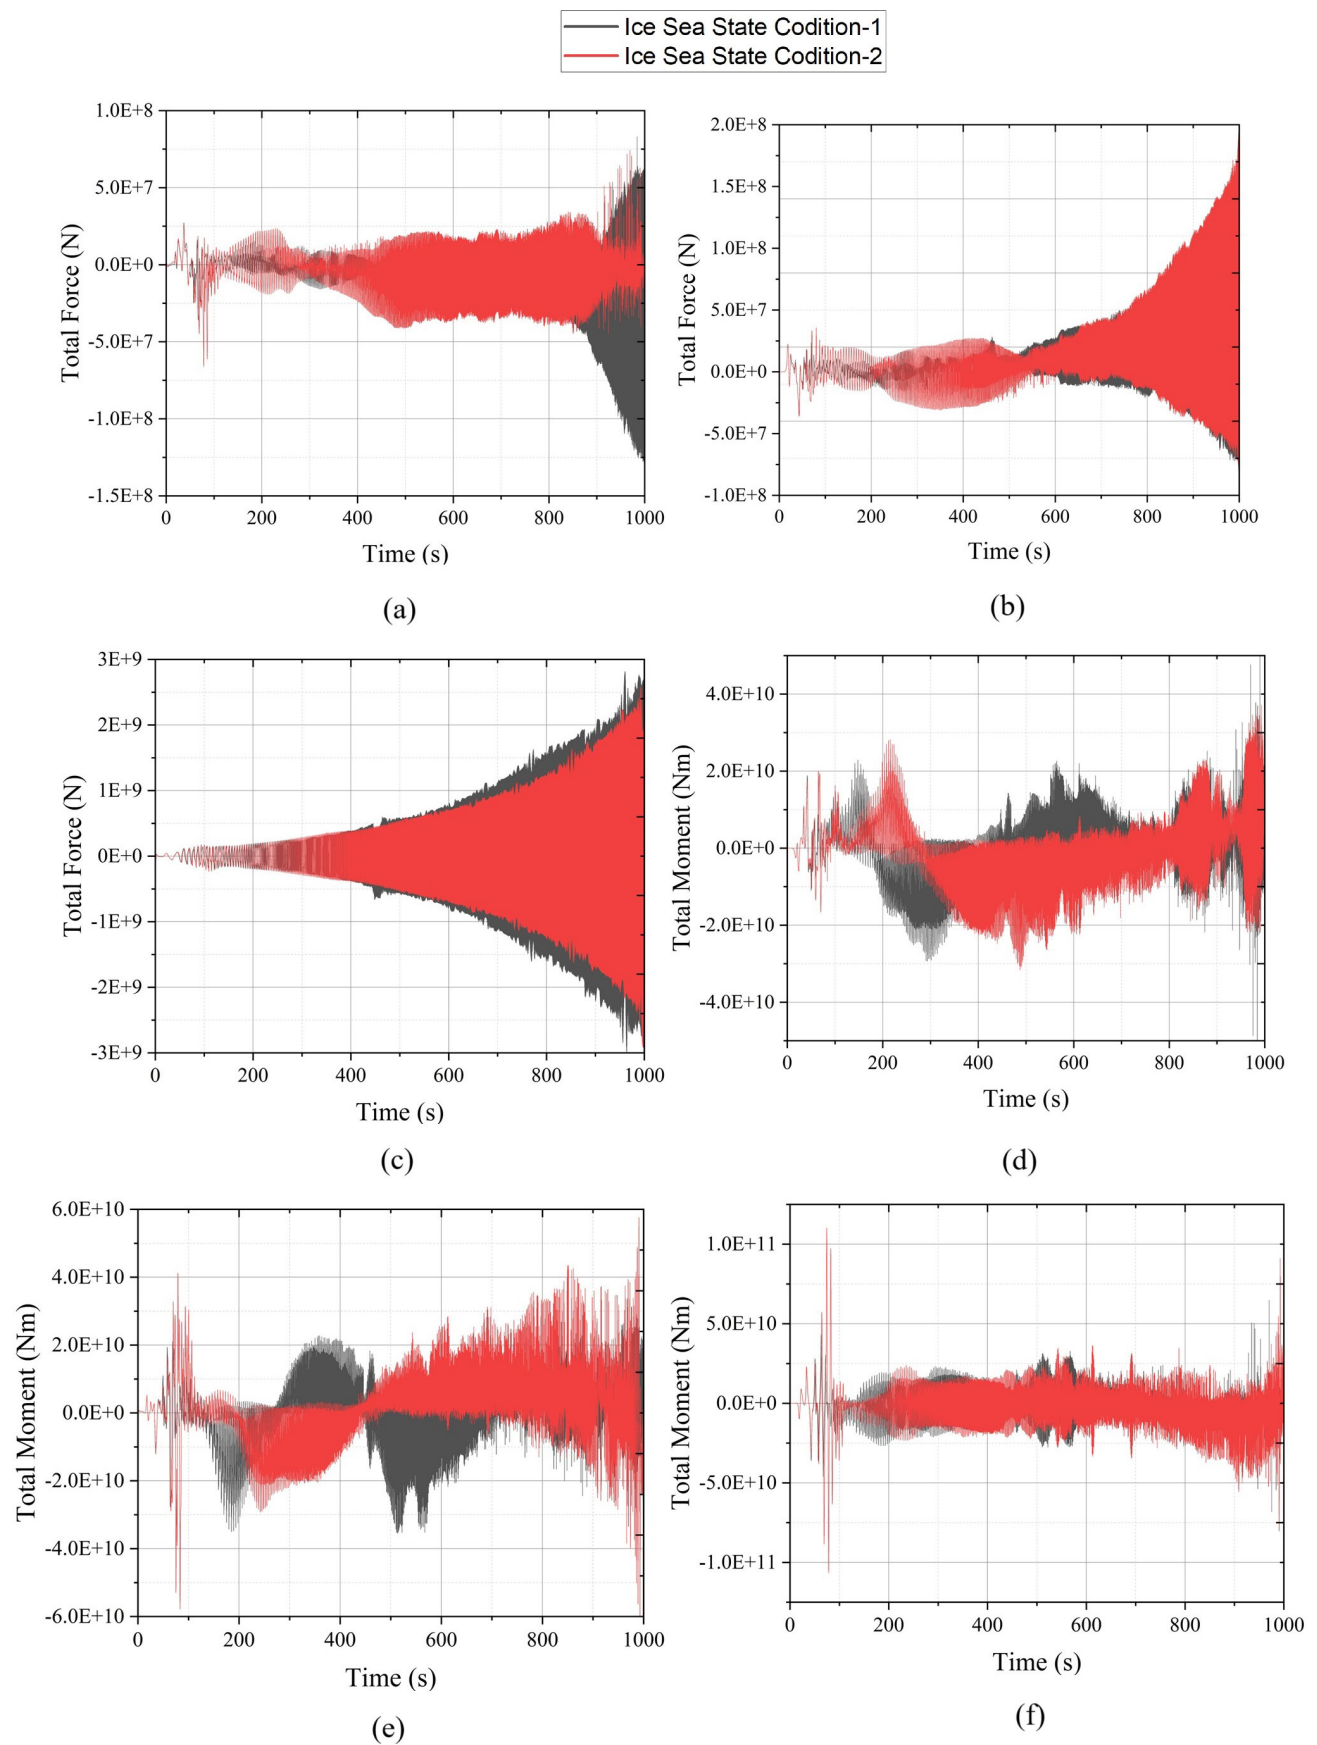 Ice Sea State Codition-1
Ice Sea State Codition-2
1.0E+8
5.0E+7
0.0E+0
-5.0E+7
-1.0E+8
-1.5E+8
Total Force (N)
0 200 400 600 800 1000
Time (s)
(a)
2.0E+8
1.5E+8
1.0E+8
5.0E+7
0.0E+0
-5.0E+7
-1.0E+8
Total Force (N)
0 200 400 600 800 1000
Time (s)
(b)
3E+9
2E+9
1E+9
0E+0
-1E+9
-2E+9
-3E+9
Total Force (N)
0 200 400 600 800 1000
Time (s)
(c)
4.0E+10
2.0E+10
0.0E+0
-2.0E+10
-4.0E+10
Total Moment (Nm)
0 200 400 600 800 1000
Time (s)
(d)
6.0E+10
4.0E+10
2.0E+10
0.0E+0
-2.0E+10
-4.0E+10
-6.0E+10
Total Moment (Nm)
0 200 400 600 800 1000
Time (s)
(e)
1.0E+11
5.0E+10
0.0E+0
-5.0E+10
-1.0E+11
Total Moment (Nm)
0 200 400 600 800 1000
Time (s)
(f)